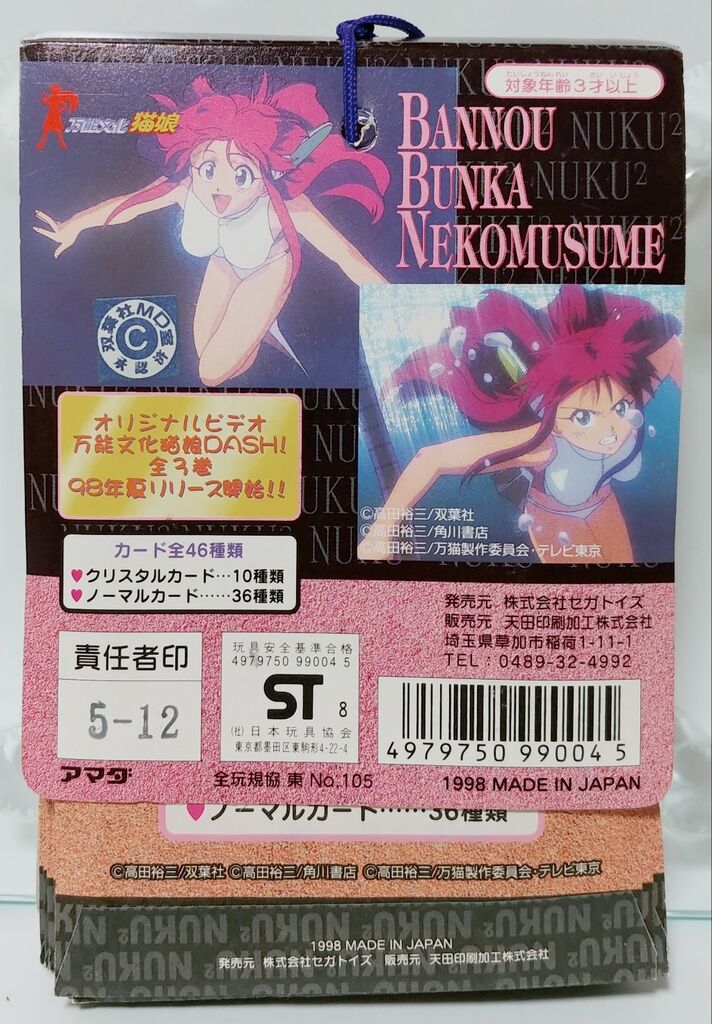 たいしょうねんれい さい いじょう
対象年齢3才以上
万能文化 猫娘
BANNOU
BUNKA
NEKOMUSUME
NUKU²
NUKU²
双葉社MD室
C
承認済
オリジナルビデオ
万能文化猫娘DASH!
全3巻
98年夏リリース開始!!
©高田裕三/双葉社
©高田裕三/角川書店
©高田裕三/万猫製作委員会・テレビ東京
カード全46種類
♥クリスタルカード…10種類
♥ノーマルカード……36種類
発売元 株式会社セガトイズ
販売元 天田印刷加工株式会社
埼玉県草加市稲荷1-11-1
TEL:0489-32-4992
責任者印
5-12
玩具安全基準合格
4979750 99004 5
ST 8
(社)日本玩具協会
東京都墨田区東駒形4-22-4
4979750 990045
アマダ
全玩規協 東 No,105
1998 MADE IN JAPAN
♥ノーマルカード……36種類
©高田裕三/双葉社 ©高田裕三/角川書店 ©高田裕三/万猫製作委員会・テレビ東京
NUKU² NUKU² NUKU²
1998 MADE IN JAPAN
発売元 株式会社セガトイズ 販売元 天田印刷加工株式会社